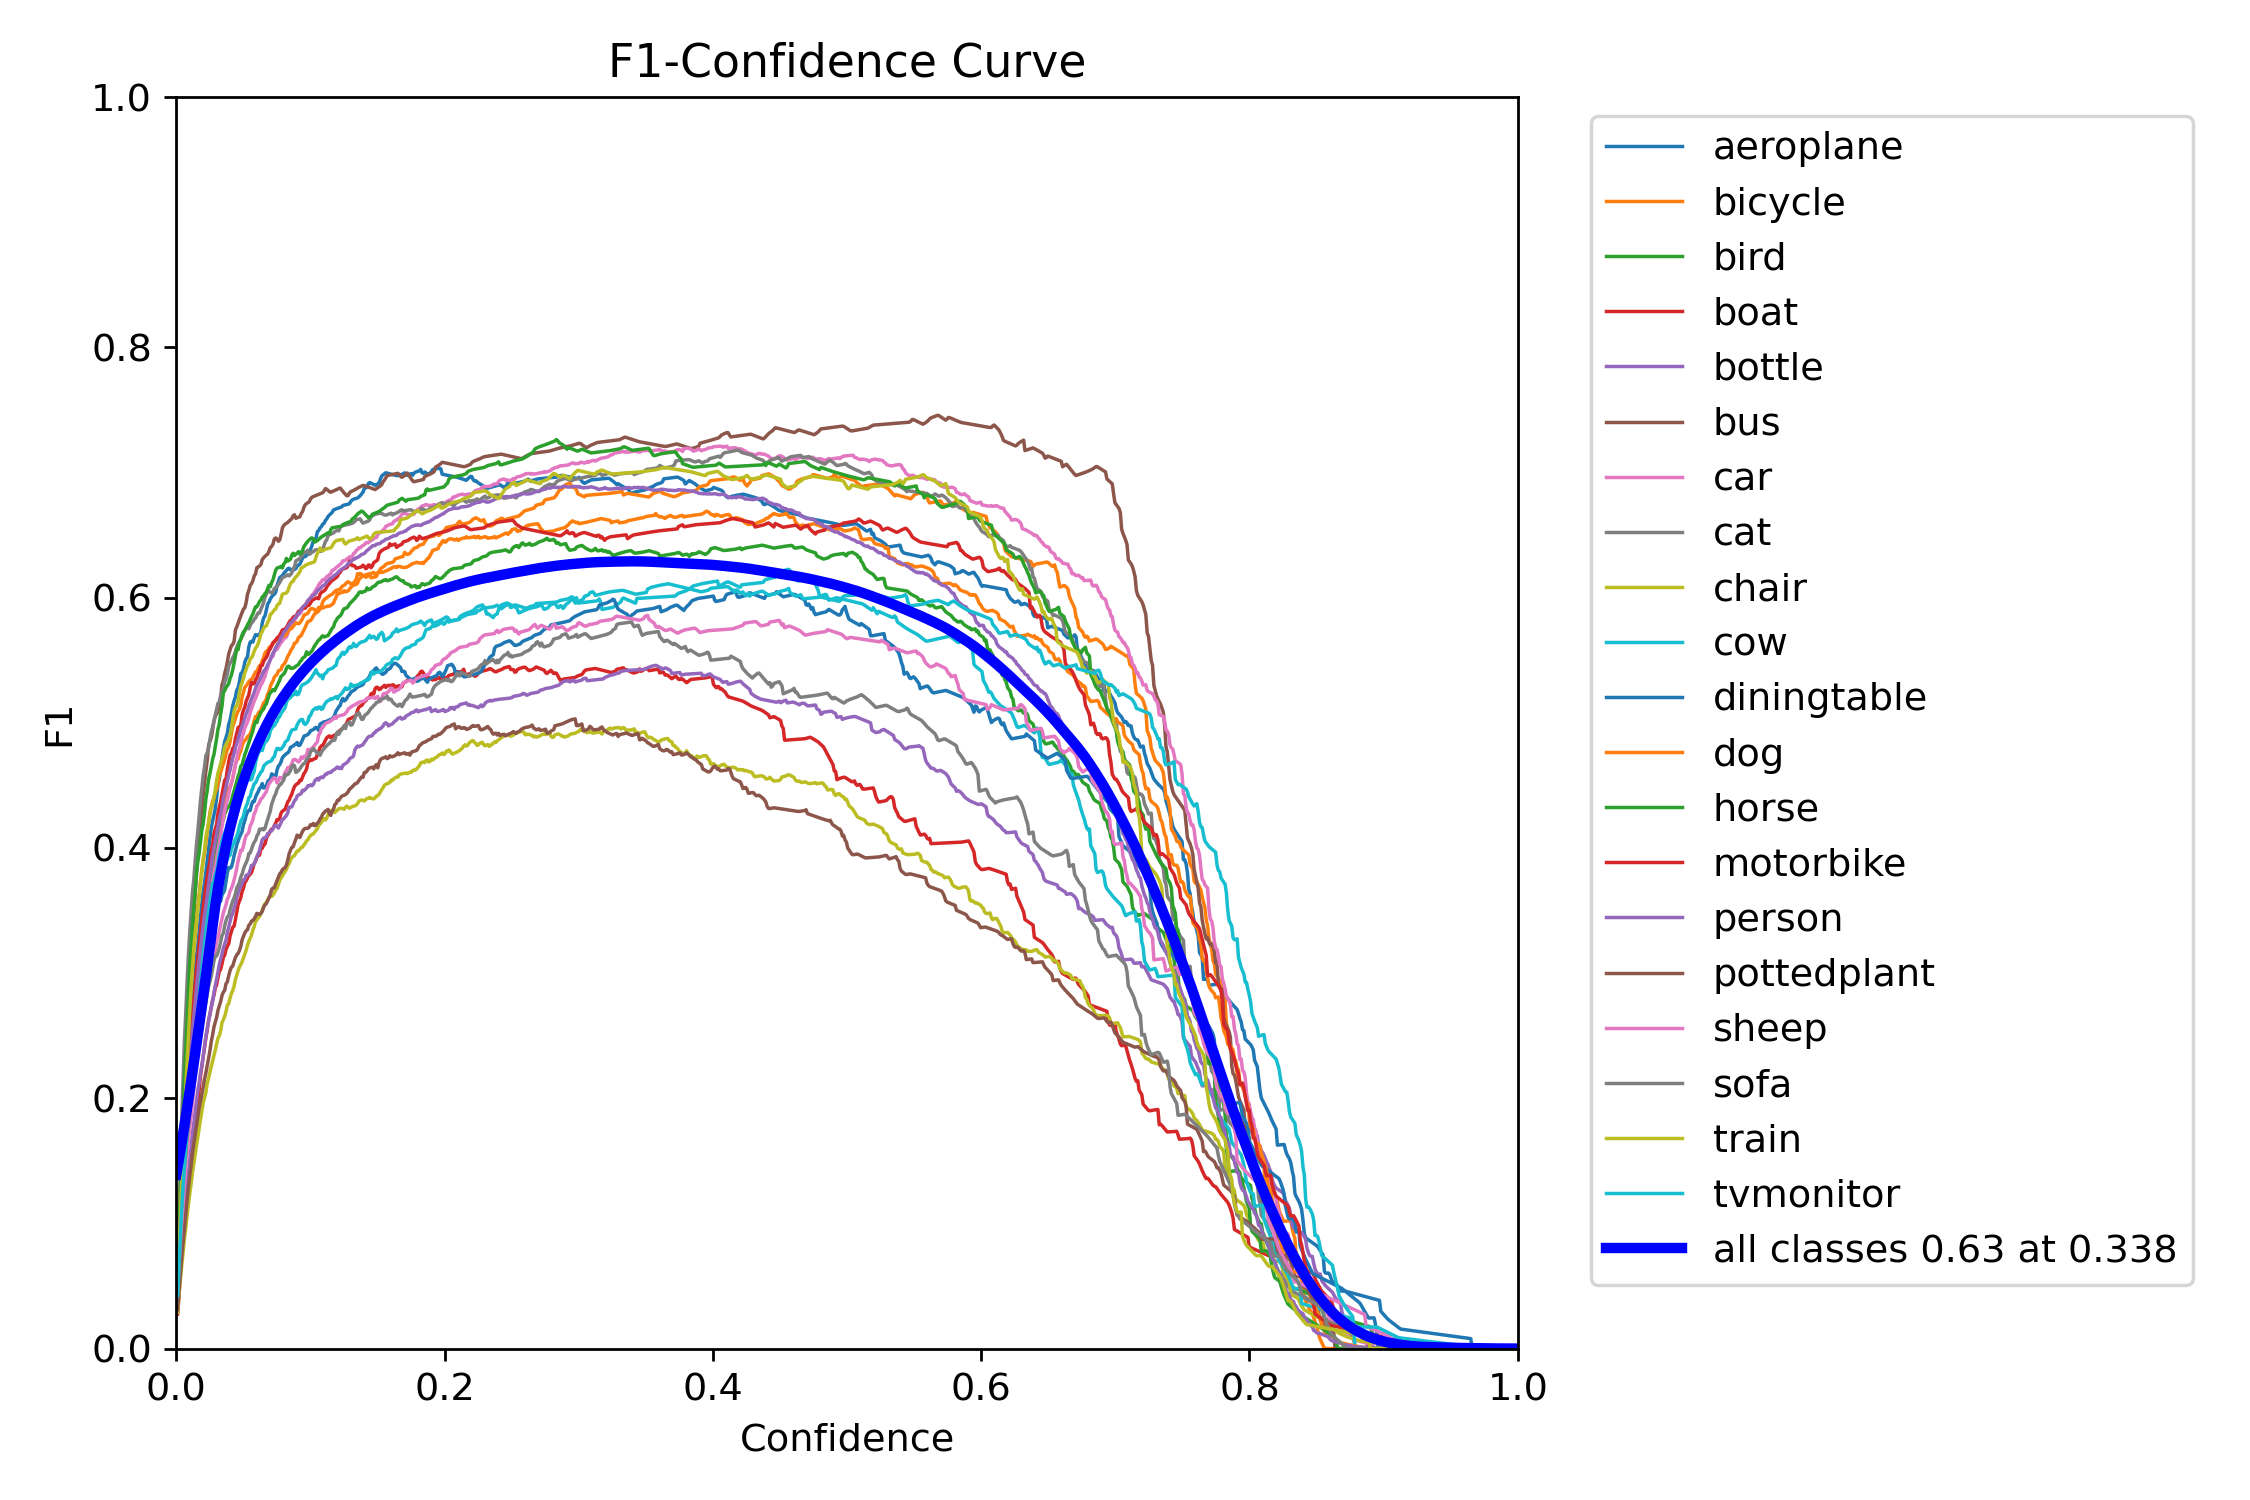 F1-Confidence Curve
1.0
0.8
0.6
0.4
0.2
0.0
F1
0.0 0.2 0.4 0.6 0.8 1.0
Confidence
aeroplane
bicycle
bird
boat
bottle
bus
car
cat
chair
cow
diningtable
dog
horse
motorbike
person
pottedplant
sheep
sofa
train
tvmonitor
all classes 0.63 at 0.338